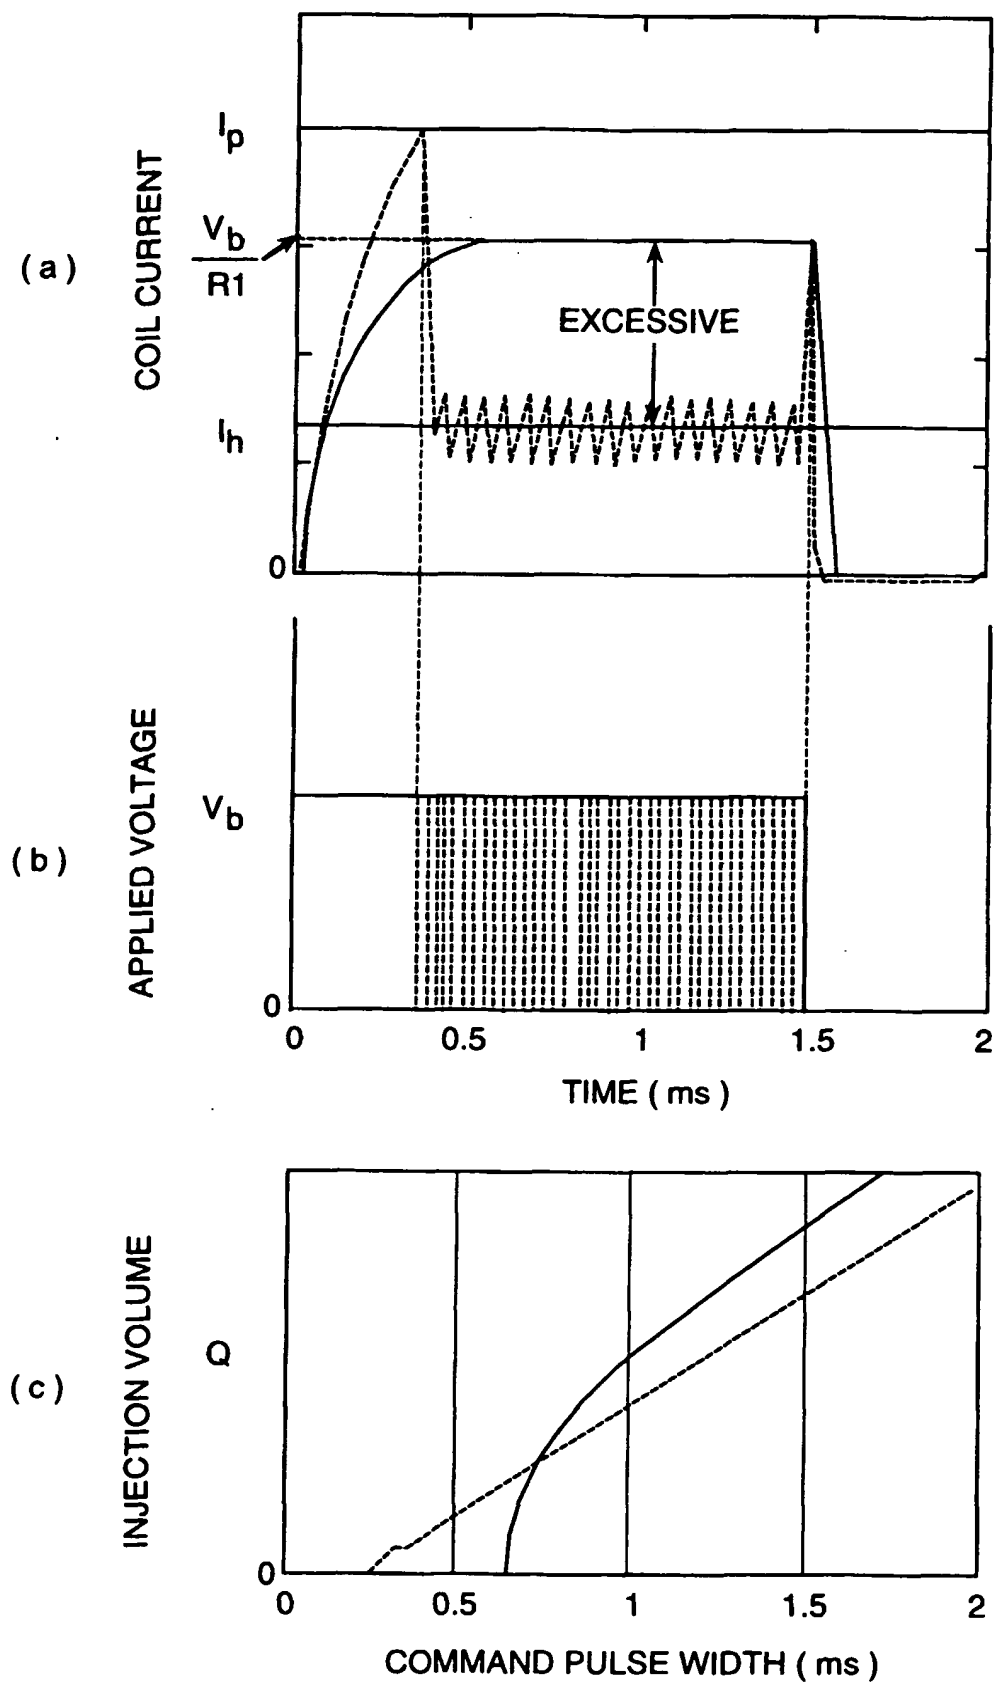 (a)
COIL CURRENT
Ip
Vb
R1
EXCESSIVE
Ih
0
(b)
APPLIED VOLTAGE
Vb
0
0 0.5 1 1.5 2
TIME ( ms )
(c)
INJECTION VOLUME
Q
0
0 0.5 1 1.5 2
COMMAND PULSE WIDTH ( ms )